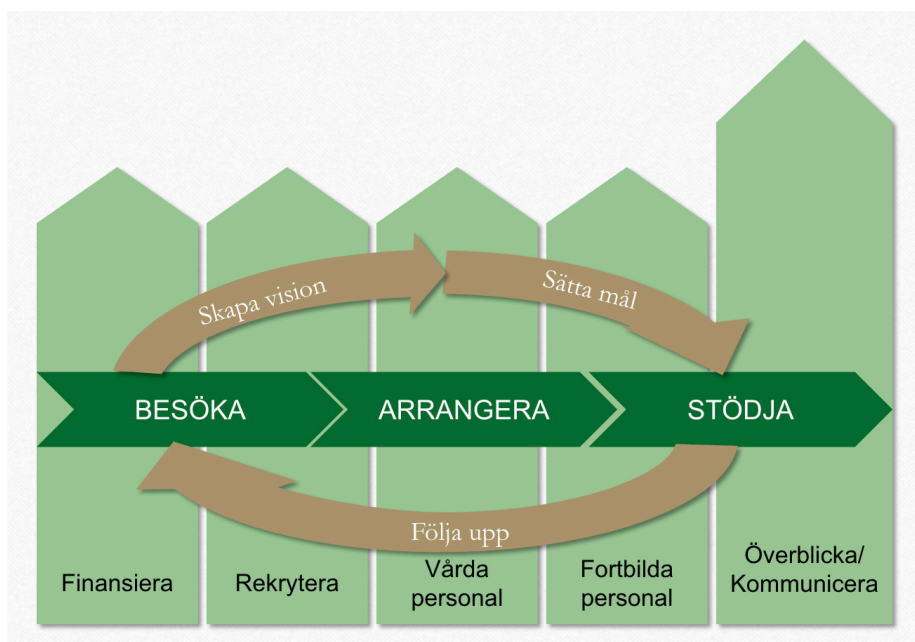 Skapa vision
Sätta mål
BESÖKA
ARRANGERA
STÖDJA
Följa upp
Finansiera
Rekrytera
Vårda
personal
Fortbilda
personal
Överblicka/
Kommunicera